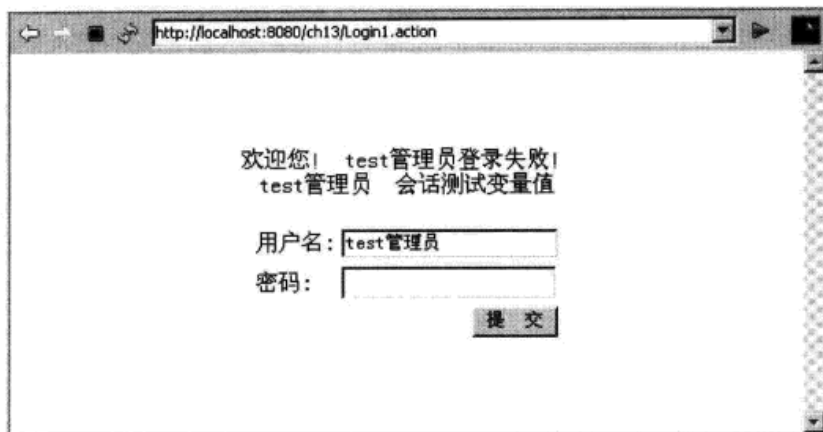 http://localhost:8080/ch13/Login1.action
欢迎您! test管理员登录失败!
test管理员 会话测试变量值
用户名: test管理员
密码:
提 交